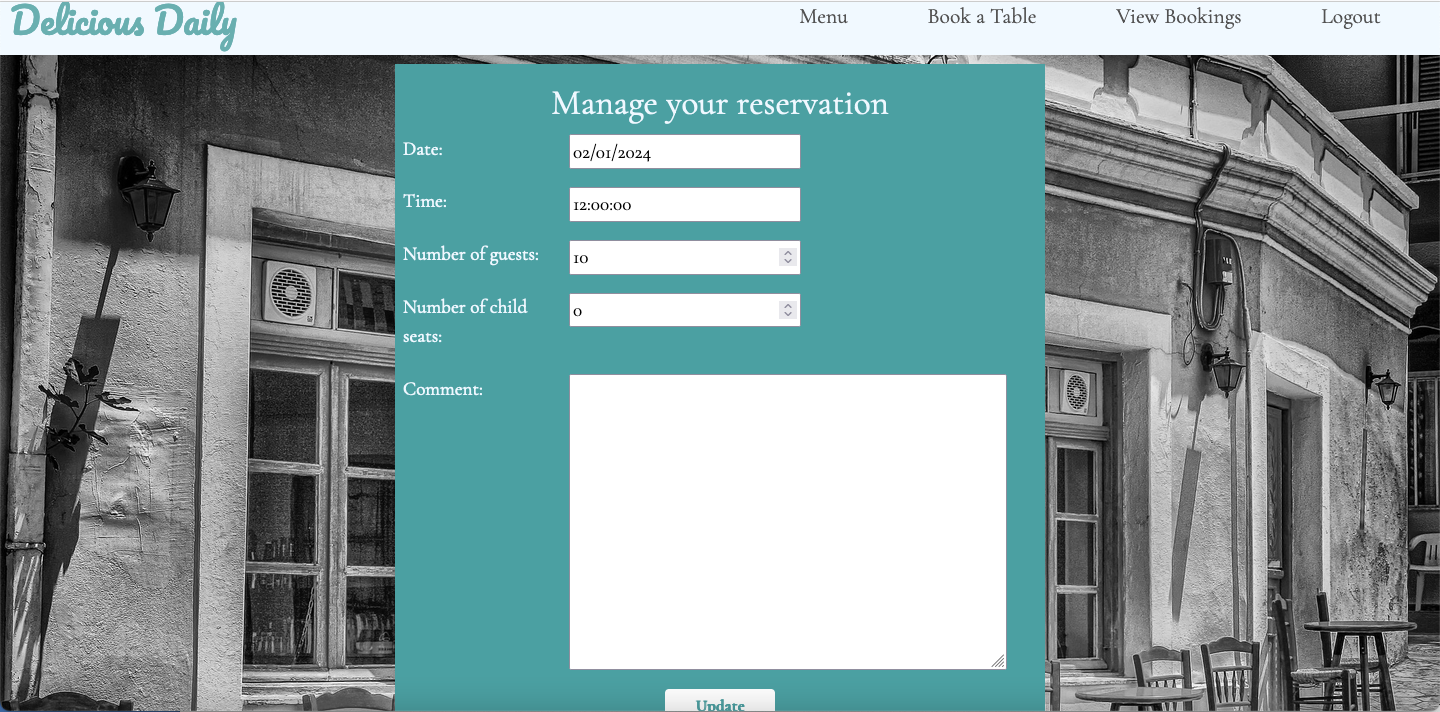 Delicious Daily
Menu
Book a Table
View Bookings
Logout
Manage your reservation
Date:
02/01/2024
Time:
12:00:00
Number of guests:
10
Number of child
seats:
0
Comment:
Update